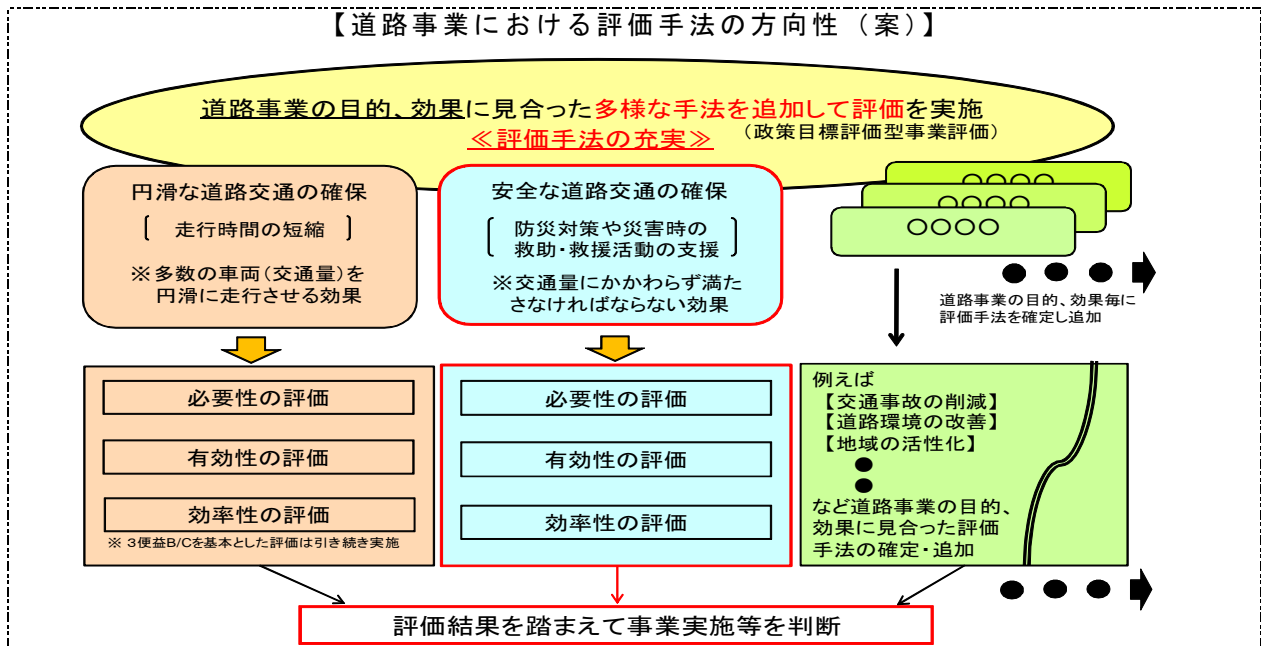 【道路事業における評価手法の方向性（案）】
道路事業の目的、効果に見合った多様な手法を追加して評価を実施
≪評価手法の充実≫
（政策目標評価型事業評価）
円滑な道路交通の確保
走行時間の短縮
※多数の車両（交通量）を
円滑に走行させる効果
安全な道路交通の確保
防災対策や災害時の
救助・救援活動の支援
※交通量にかかわらず満た
さなければならない効果
○○○○
○○○○
○○○○
道路事業の目的、効果毎に
評価手法を確定し追加
必要性の評価
有効性の評価
効率性の評価
※ ３便益B/Cを基本とした評価は引き続き実施
必要性の評価
有効性の評価
効率性の評価
例えば
【交通事故の削減】
【道路環境の改善】
【地域の活性化】
など道路事業の目的、
効果に見合った評価
手法の確定・追加
評価結果を踏まえて事業実施等を判断